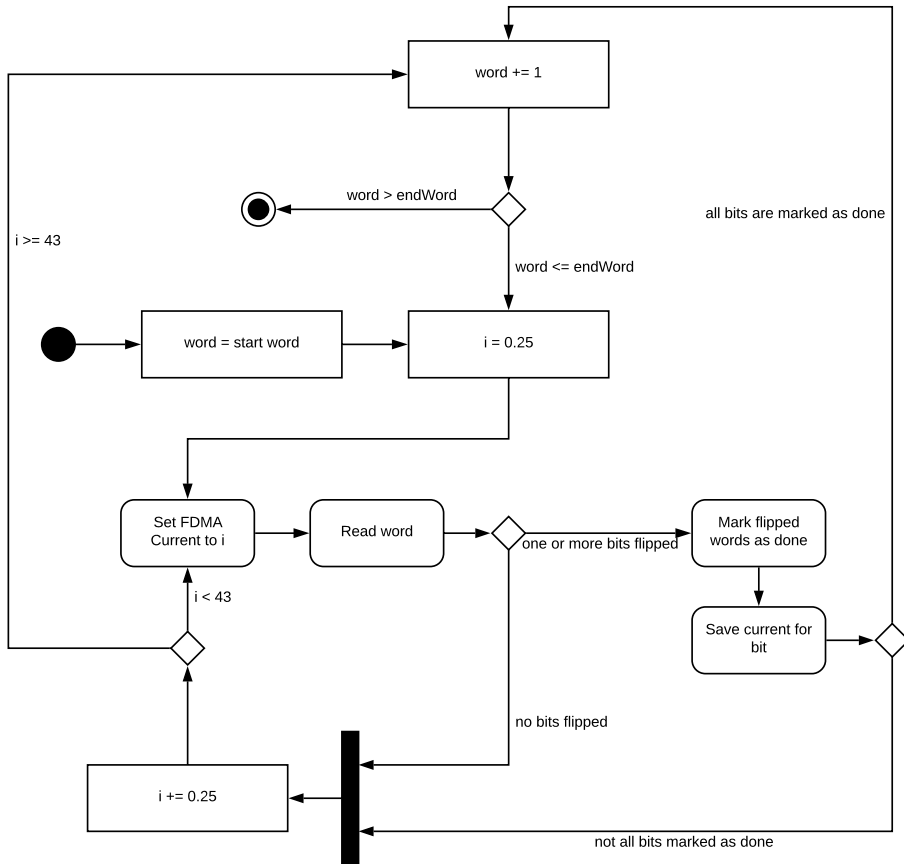 word += 1
word > endWord
all bits are marked as done
i >= 43
word <= endWord
word = start word
i = 0.25
Set FDMA
Current to i
Read word
one or more bits flipped
Mark flipped
words as done
i < 43
Save current for
bit
no bits flipped
i += 0.25
not all bits marked as done